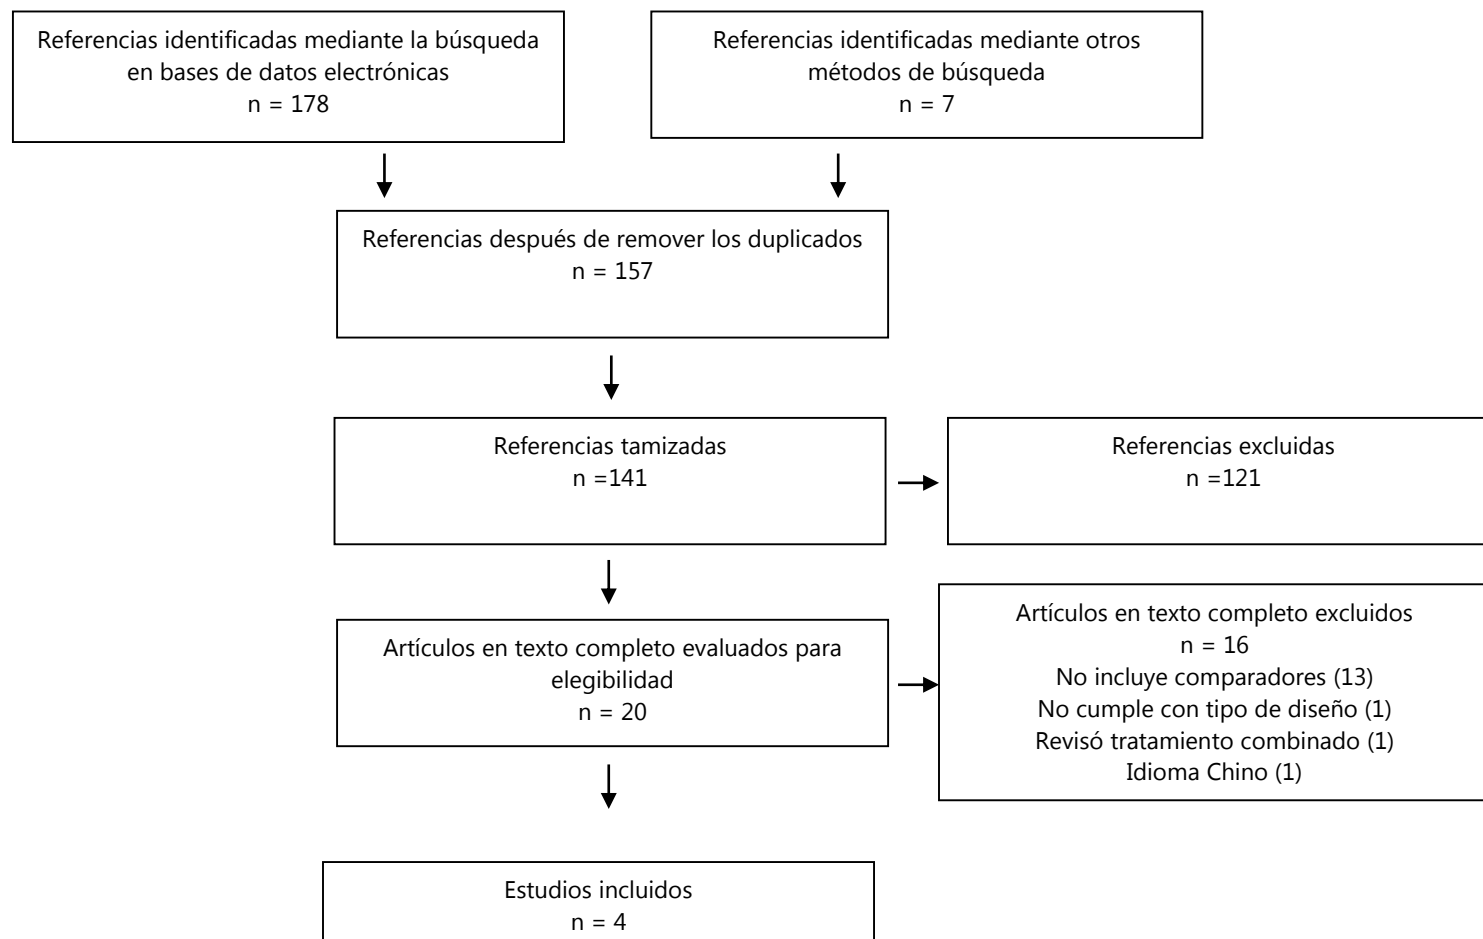 Referencias identificadas mediante la búsqueda
en bases de datos electrónicas
n = 178
Referencias identificadas mediante otros
métodos de búsqueda
n = 7
Referencias después de remover los duplicados
n = 157
Referencias tamizadas
n =141
Referencias excluidas
n =121
Artículos en texto completo evaluados para
elegibilidad
n = 20
Artículos en texto completo excluidos
n = 16
No incluye comparadores (13)
No cumple con tipo de diseño (1)
Revisó tratamiento combinado (1)
Idioma Chino (1)
Estudios incluidos
n = 4